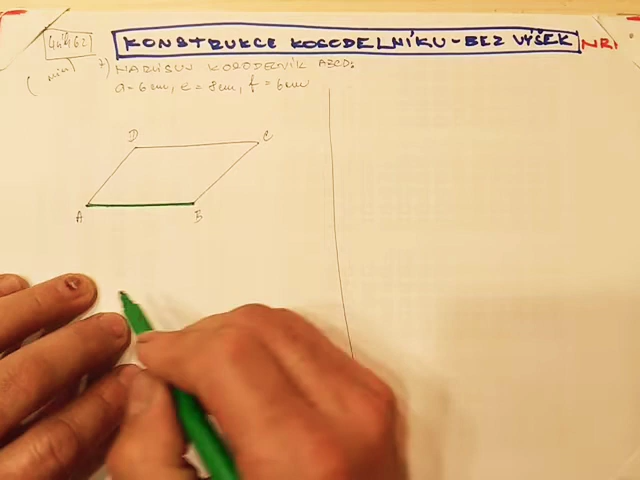 KONSTRUKCE KOSODELNÍKU - BEZ VÝŠEK
7) NARÝSUJ KOSODELNÍK ABCD:
a = 6 cm, e = 8 cm, f = 6 cm
D
C
A
B